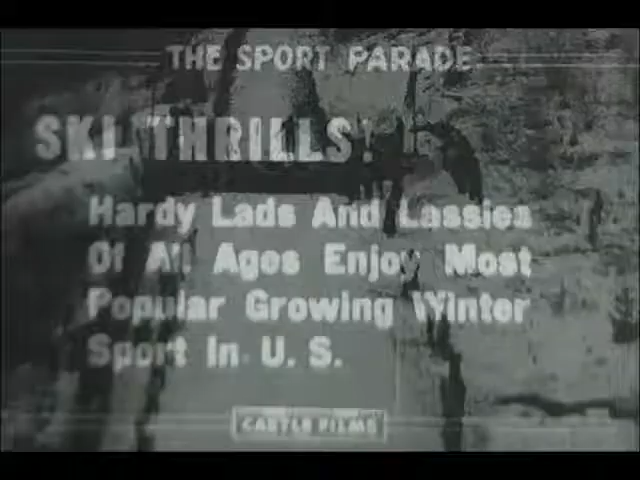 THE SPORT PARADE
SKI THRILLS!
Hardy Lads And Lassies
Of All Ages Enjoy Most
Popular Growing Winter
Sport In U. S.
CASTLE FILMS